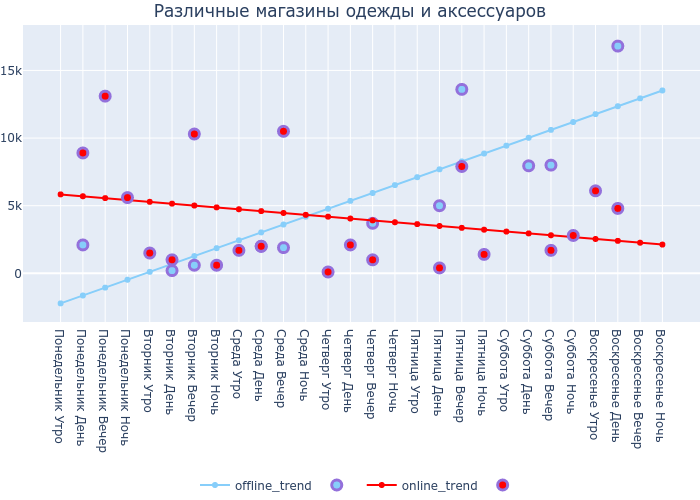 Различные магазины одежды и аксессуаров
15k
10k
5k
0
Понедельник Утро
Понедельник День
Понедельник Вечер
Понедельник Ночь
Вторник Утро
Вторник День
Вторник Вечер
Вторник Ночь
Среда Утро
Среда День
Среда Вечер
Среда Ночь
Четверг Утро
Четверг День
Четверг Вечер
Четверг Ночь
Пятница Утро
Пятница День
Пятница Вечер
Пятница Ночь
Суббота Утро
Суббота День
Суббота Вечер
Суббота Ночь
Воскресенье Утро
Воскресенье День
Воскресенье Вечер
Воскресенье Ночь
offline_trend
online_trend